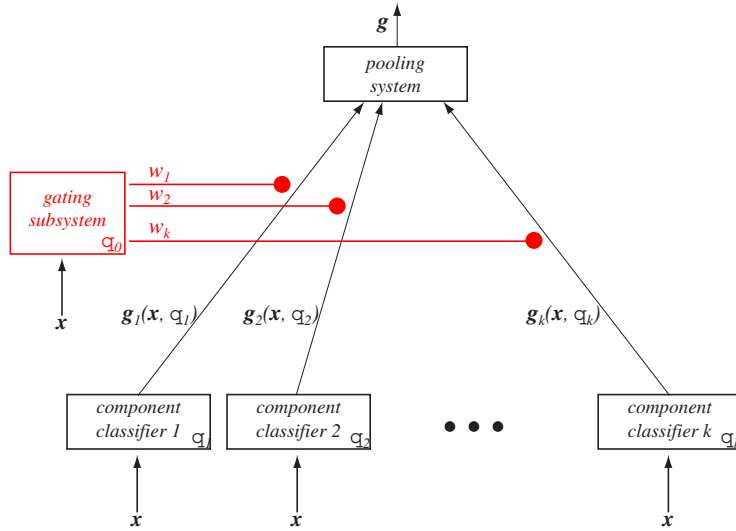 g
pooling
system
w1
w2
wk
gating
subsystem
q0
x
g1(x, q1)
g2(x, q2)
gk(x, qk)
component
classifier 1
q1
component
classifier 2
q2
• • •
component
classifier k
x
x
x